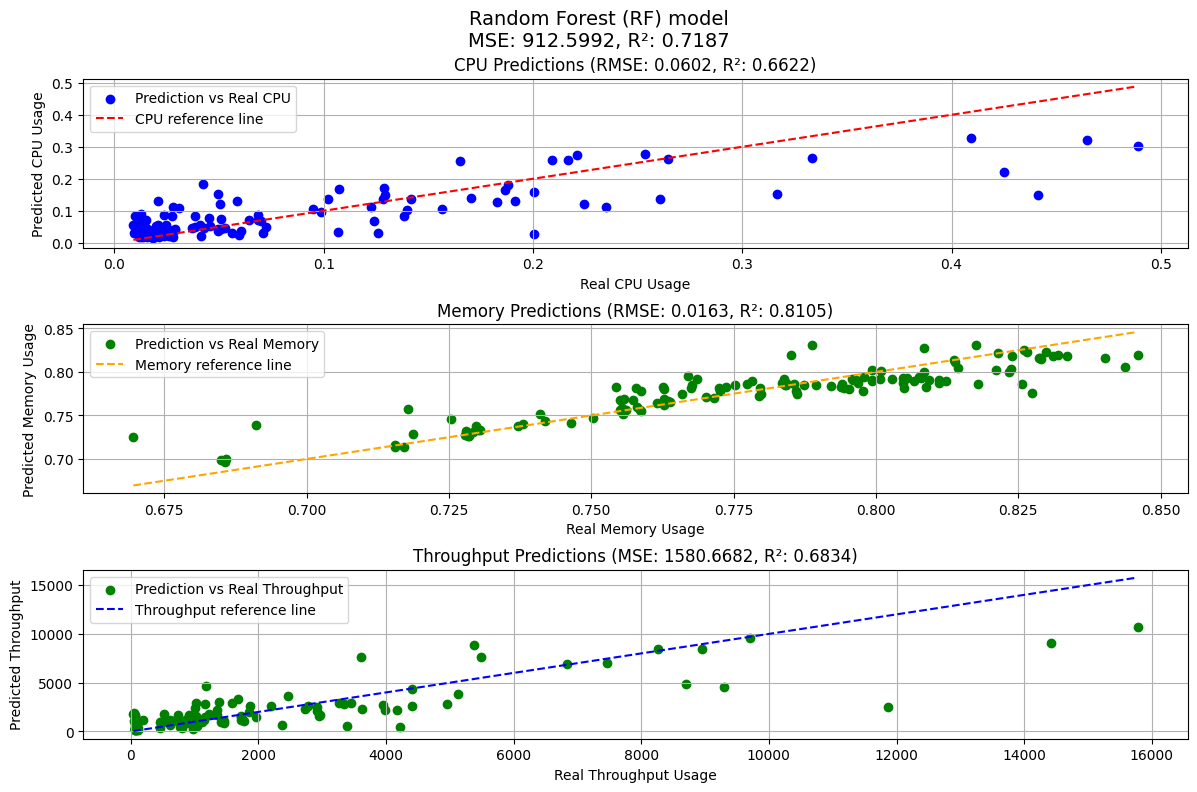 Random Forest (RF) model
MSE: 912.5992, R²: 0.7187
CPU Predictions (RMSE: 0.0602, R²: 0.6622)
Predicted CPU Usage
0.5
0.4
0.3
0.2
0.1
0.0
Prediction vs Real CPU
CPU reference line
0.0 0.1 0.2 0.3 0.4 0.5
Real CPU Usage
Memory Predictions (RMSE: 0.0163, R²: 0.8105)
Predicted Memory Usage
0.85
0.80
0.75
0.70
Prediction vs Real Memory
Memory reference line
0.675 0.700 0.725 0.750 0.775 0.800 0.825 0.850
Real Memory Usage
Throughput Predictions (MSE: 1580.6682, R²: 0.6834)
Predicted Throughput
15000
10000
5000
0
Prediction vs Real Throughput
Throughput reference line
0 2000 4000 6000 8000 10000 12000 14000 16000
Real Throughput Usage